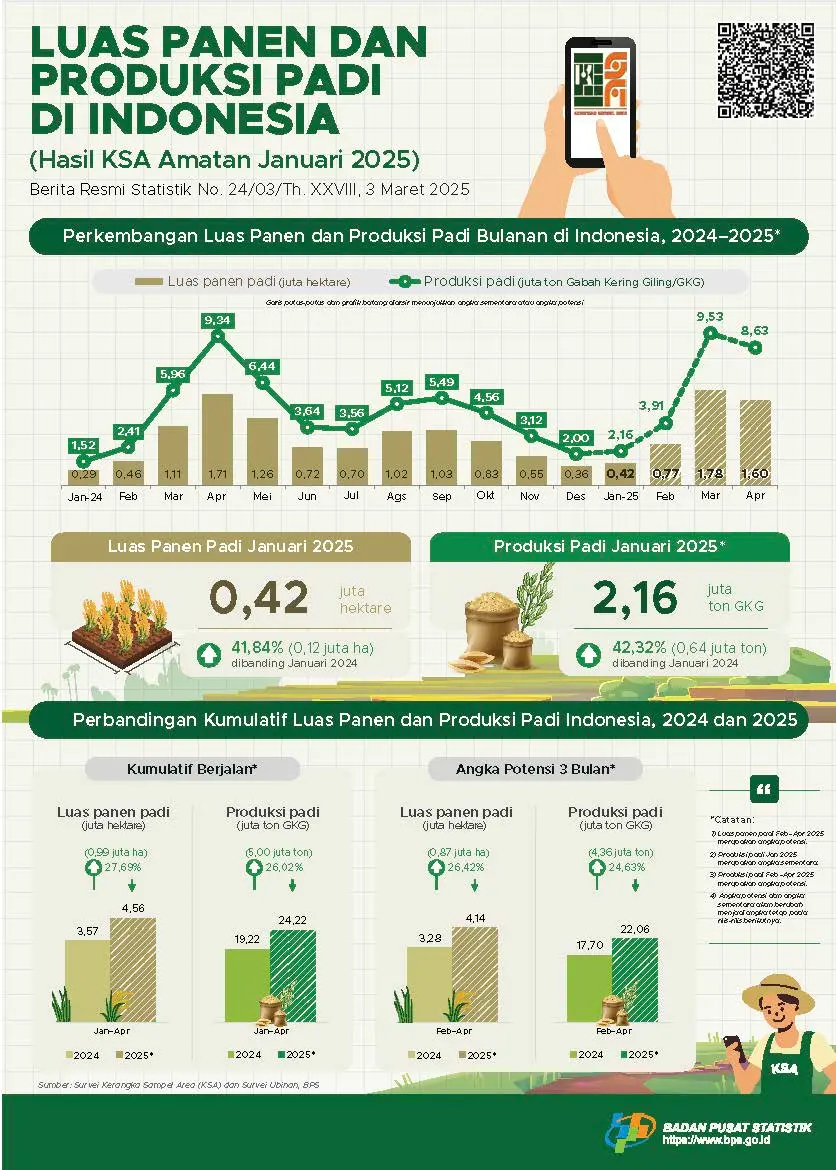 LUAS PANEN DAN
PRODUKSI PADI
DI INDONESIA
(Hasil KSA Amatan Januari 2025)
Berita Resmi Statistik No. 24/03/Th. XXVIII, 3 Maret 2025
Perkembangan Luas Panen dan Produksi Padi Bulanan di Indonesia, 2024–2025*
Luas panen padi (juta hektare) Produksi padi (juta ton Gabah Kering Giling/GKG)
Garis putus-putus dan grafik batang diarsir menunjukkan angka sementara atau angka potensi
1,52 2,41 5,96 9,34 6,44 3,64 3,56 5,12 5,49 4,56 3,12 2,00 2,16 3,91 9,53 8,63
0,29 0,46 1,11 1,71 1,26 0,72 0,70 1,02 1,03 0,83 0,55 0,36 0,42 0,77 1,78 1,60
Jan-24 Feb Mar Apr Mei Jun Jul Ags Sep Okt Nov Des Jan-25 Feb Mar Apr
Luas Panen Padi Januari 2025
0,42 juta
hektare
41,84% (0,12 juta ha)
dibanding Januari 2024
Produksi Padi Januari 2025*
2,16 juta
ton GKG
42,32% (0,64 juta ton)
dibanding Januari 2024
Perbandingan Kumulatif Luas Panen dan Produksi Padi Indonesia, 2024 dan 2025
Kumulatif Berjalan*
Luas panen padi
(juta hektare)
(0,99 juta ha)
27,69%
3,57 4,56
Jan-Apr
2024 2025*
Produksi padi
(juta ton GKG)
(5,00 juta ton)
26,02%
19,22 24,22
Jan-Apr
2024 2025*
Angka Potensi 3 Bulan*
Luas panen padi
(juta hektare)
(0,87 juta ha)
26,42%
3,28 4,14
Feb-Apr
2024 2025*
Produksi padi
(juta ton GKG)
(4,36 juta ton)
24,63%
17,70 22,06
Feb-Apr
2024 2025*
*Catatan:
1) Luas panen padi Feb-Apr 2025
merupakan angka potensi.
2) Produksi padi Jan 2025
merupakan angka sementara.
3) Produksi padi Feb-Apr 2025
merupakan angka potensi.
4) Angka potensi dan angka
sementara akan berubah
menjadi angka tetap pada
rilis-rilis berikutnya.
KSA
Sumber: Survei Kerangka Sampel Area (KSA) dan Survei Ubinan, BPS
BADAN PUSAT STATISTIK
https://www.bps.go.id